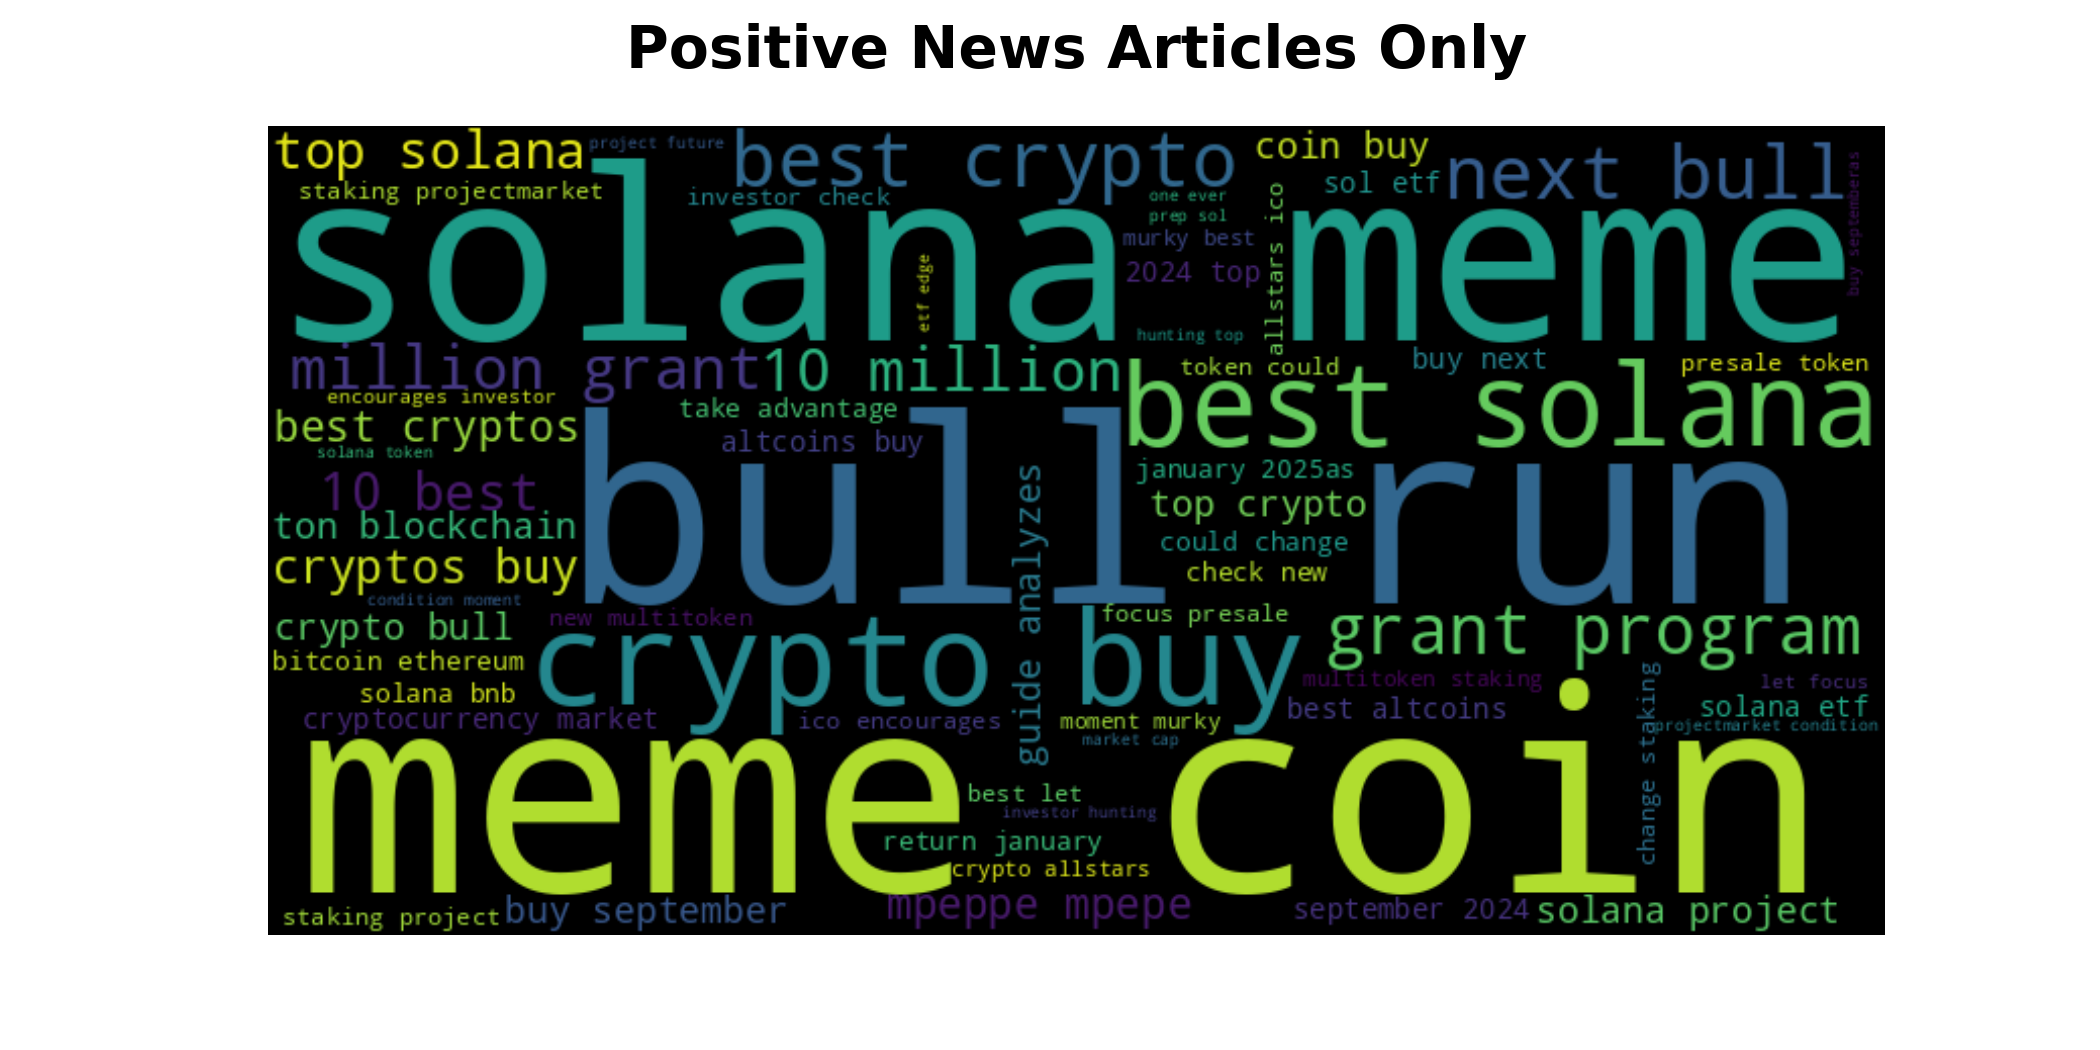 Positive News Articles Only
top solana
project future
best crypto
coin buy
next bull
staking projectmarket
investor check
one ever
sol etf
buy septemberas
solana meme
prep sol
murky best
2024 top
allstars ico
etf edge
hunting top
million grant
10 million
token could
buy next
presale token
encourages investor
take advantage
best solana
best cryptos
altcoins buy
solana token
january 2025as
10 best
bull run
top crypto
ton blockchain
could change
cryptos buy
check new
guide analyzes
condition moment
new multitoken
focus presale
crypto bull
crypto buy
grant program
bitcoin ethereum
solana bnb
multitoken staking
let focus
cryptocurrency market
ico encourages
moment murky
best altcoins
solana etf
projectmarket condition
market cap
change staking
meme coin
best let
investor hunting
return january
crypto allstars
staking project
buy september
mpeppe mpepe
september 2024
solana project